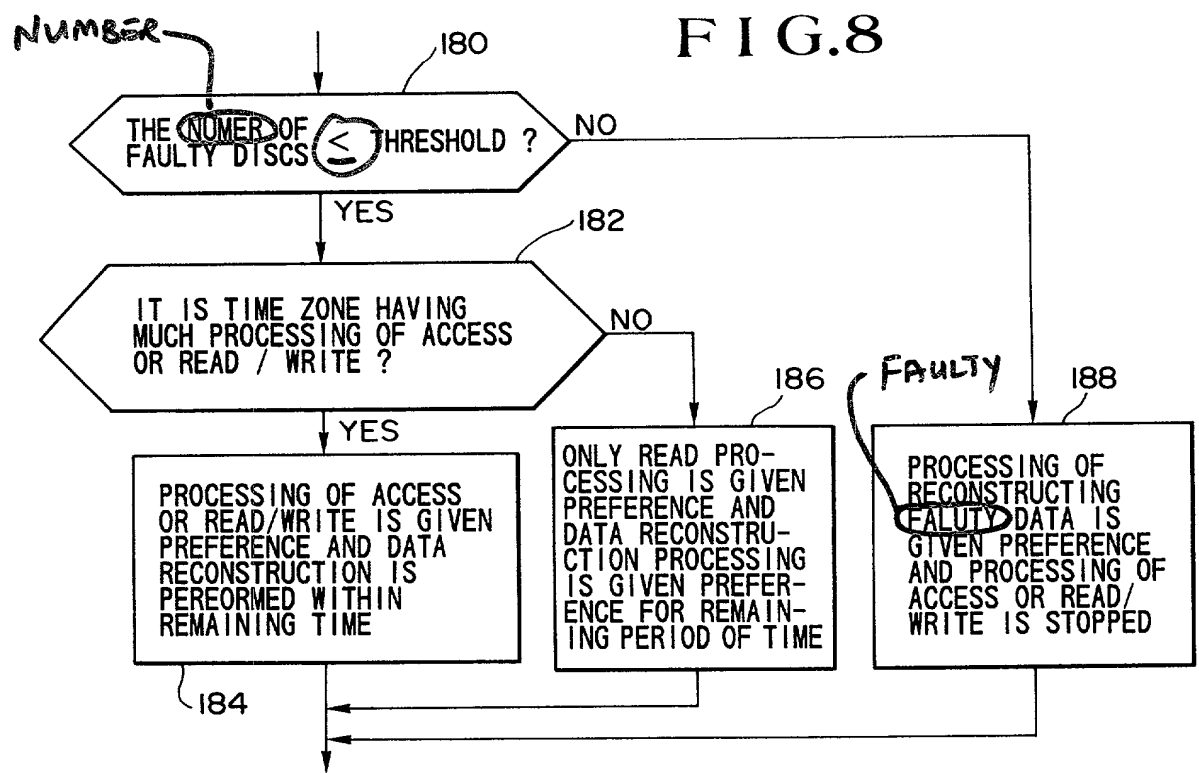 FIG.8
NUMBER
180
THE NUMER OF
FAULTY DISCS ≤ THRESHOLD ?
NO
YES
182
IT IS TIME ZONE HAVING
MUCH PROCESSING OF ACCESS
OR READ / WRITE ?
NO
YES
PROCESSING OF ACCESS
OR READ/WRITE IS GIVEN
PREFERENCE AND DATA
RECONSTRUCTION IS
PEREORMED WITHIN
REMAINING TIME
184
186
ONLY READ PRO-
CESSING IS GIVEN
PREFERENCE AND
DATA RECONSTRU-
CTION PROCESSING
IS GIVEN PREFER-
ENCE FOR REMAIN-
ING PERIOD OF TIME
FAULTY
188
PROCESSING OF
RECONSTRUCTING
FALUTY DATA IS
GIVEN PREFERENCE
AND PROCESSING OF
ACCESS OR READ/
WRITE IS STOPPED